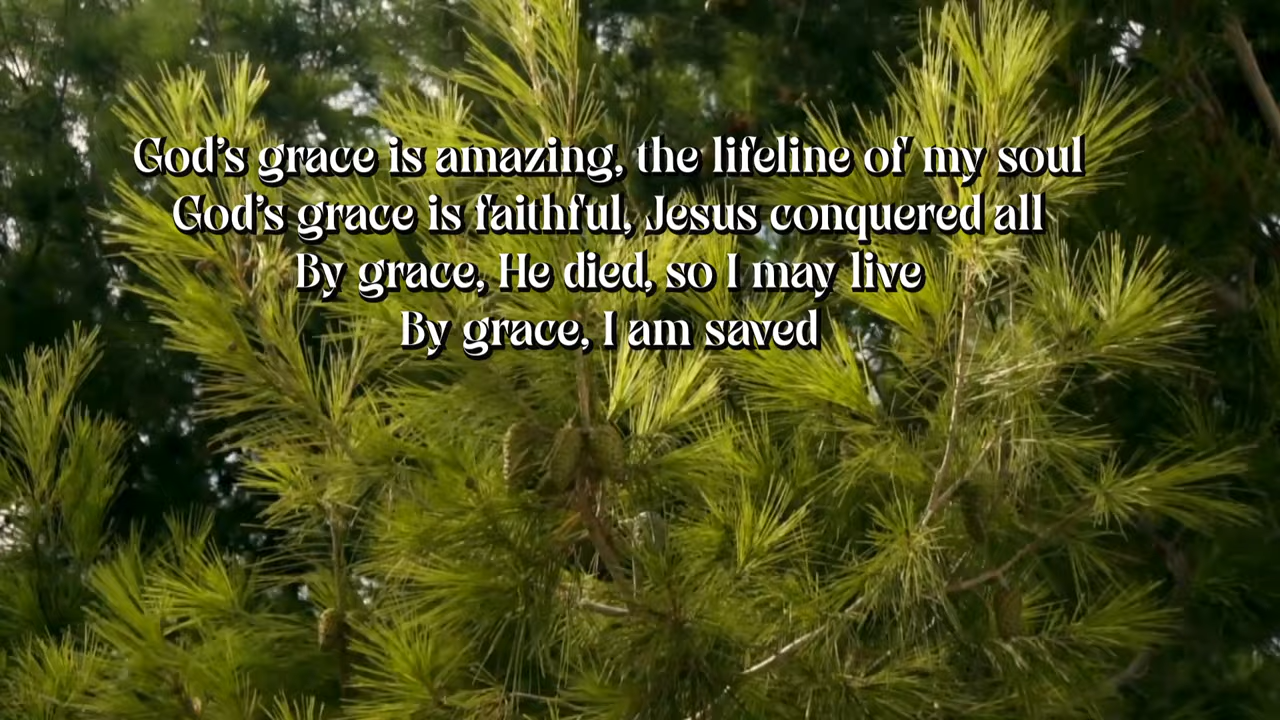 God's grace is amazing, the lifeline of my soul
God's grace is faithful, Jesus conquered all
By grace, He died, so I may live
By grace, I am saved